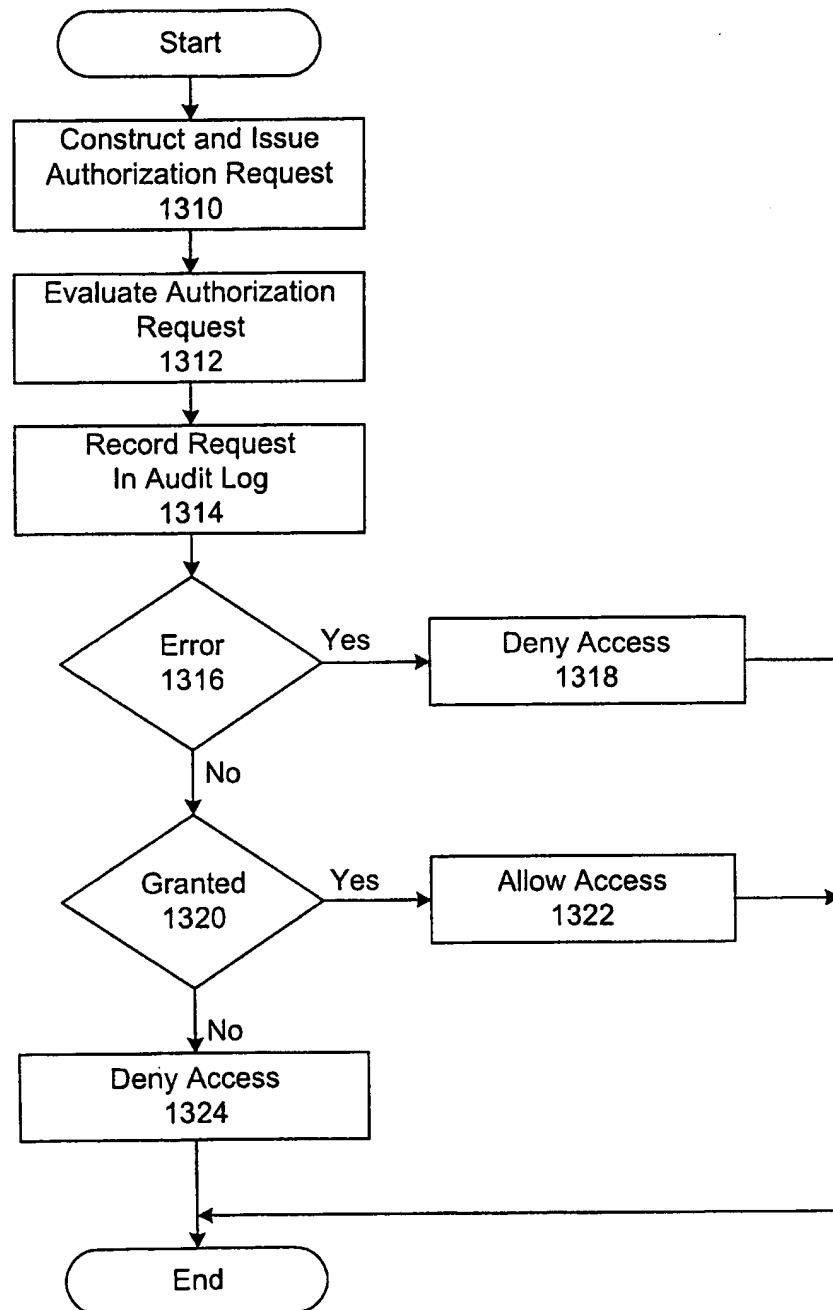 Start
Construct and Issue
Authorization Request
1310
Evaluate Authorization
Request
1312
Record Request
In Audit Log
1314
Error
1316
Yes
Deny Access
1318
No
Granted
1320
Yes
Allow Access
1322
No
Deny Access
1324
End